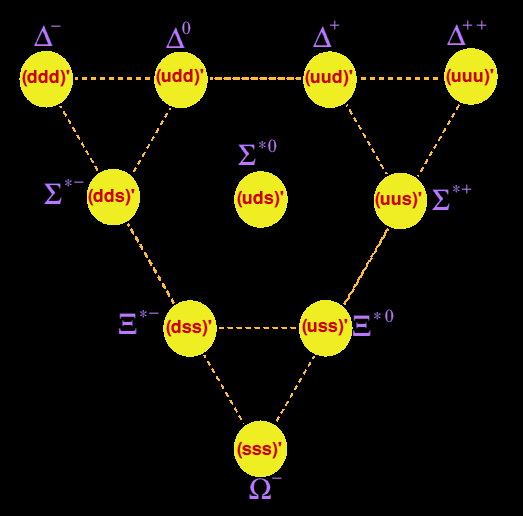 Δ⁻ Δ⁰ Δ⁺ Δ⁺⁺
(ddd)' (udd)' (uud)' (uuu)'
Σ*⁰
Σ*⁻ (dds)' (uds)' (uus)' Σ*⁺
Ξ*⁻ (dss)' (uss)' Ξ*⁰
(sss)'
Ω⁻